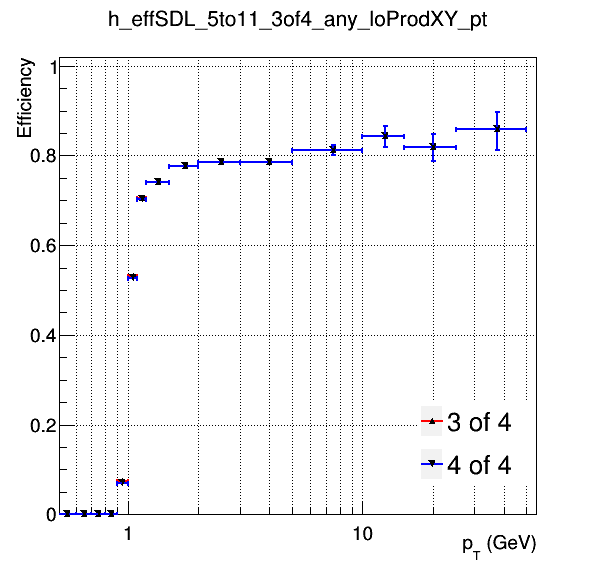 h_effSDL_5to11_3of4_any_loProdXY_pt
Efficiency
1
0.8
0.6
0.4
0.2
0
3 of 4
4 of 4
1
10
p_T (GeV)